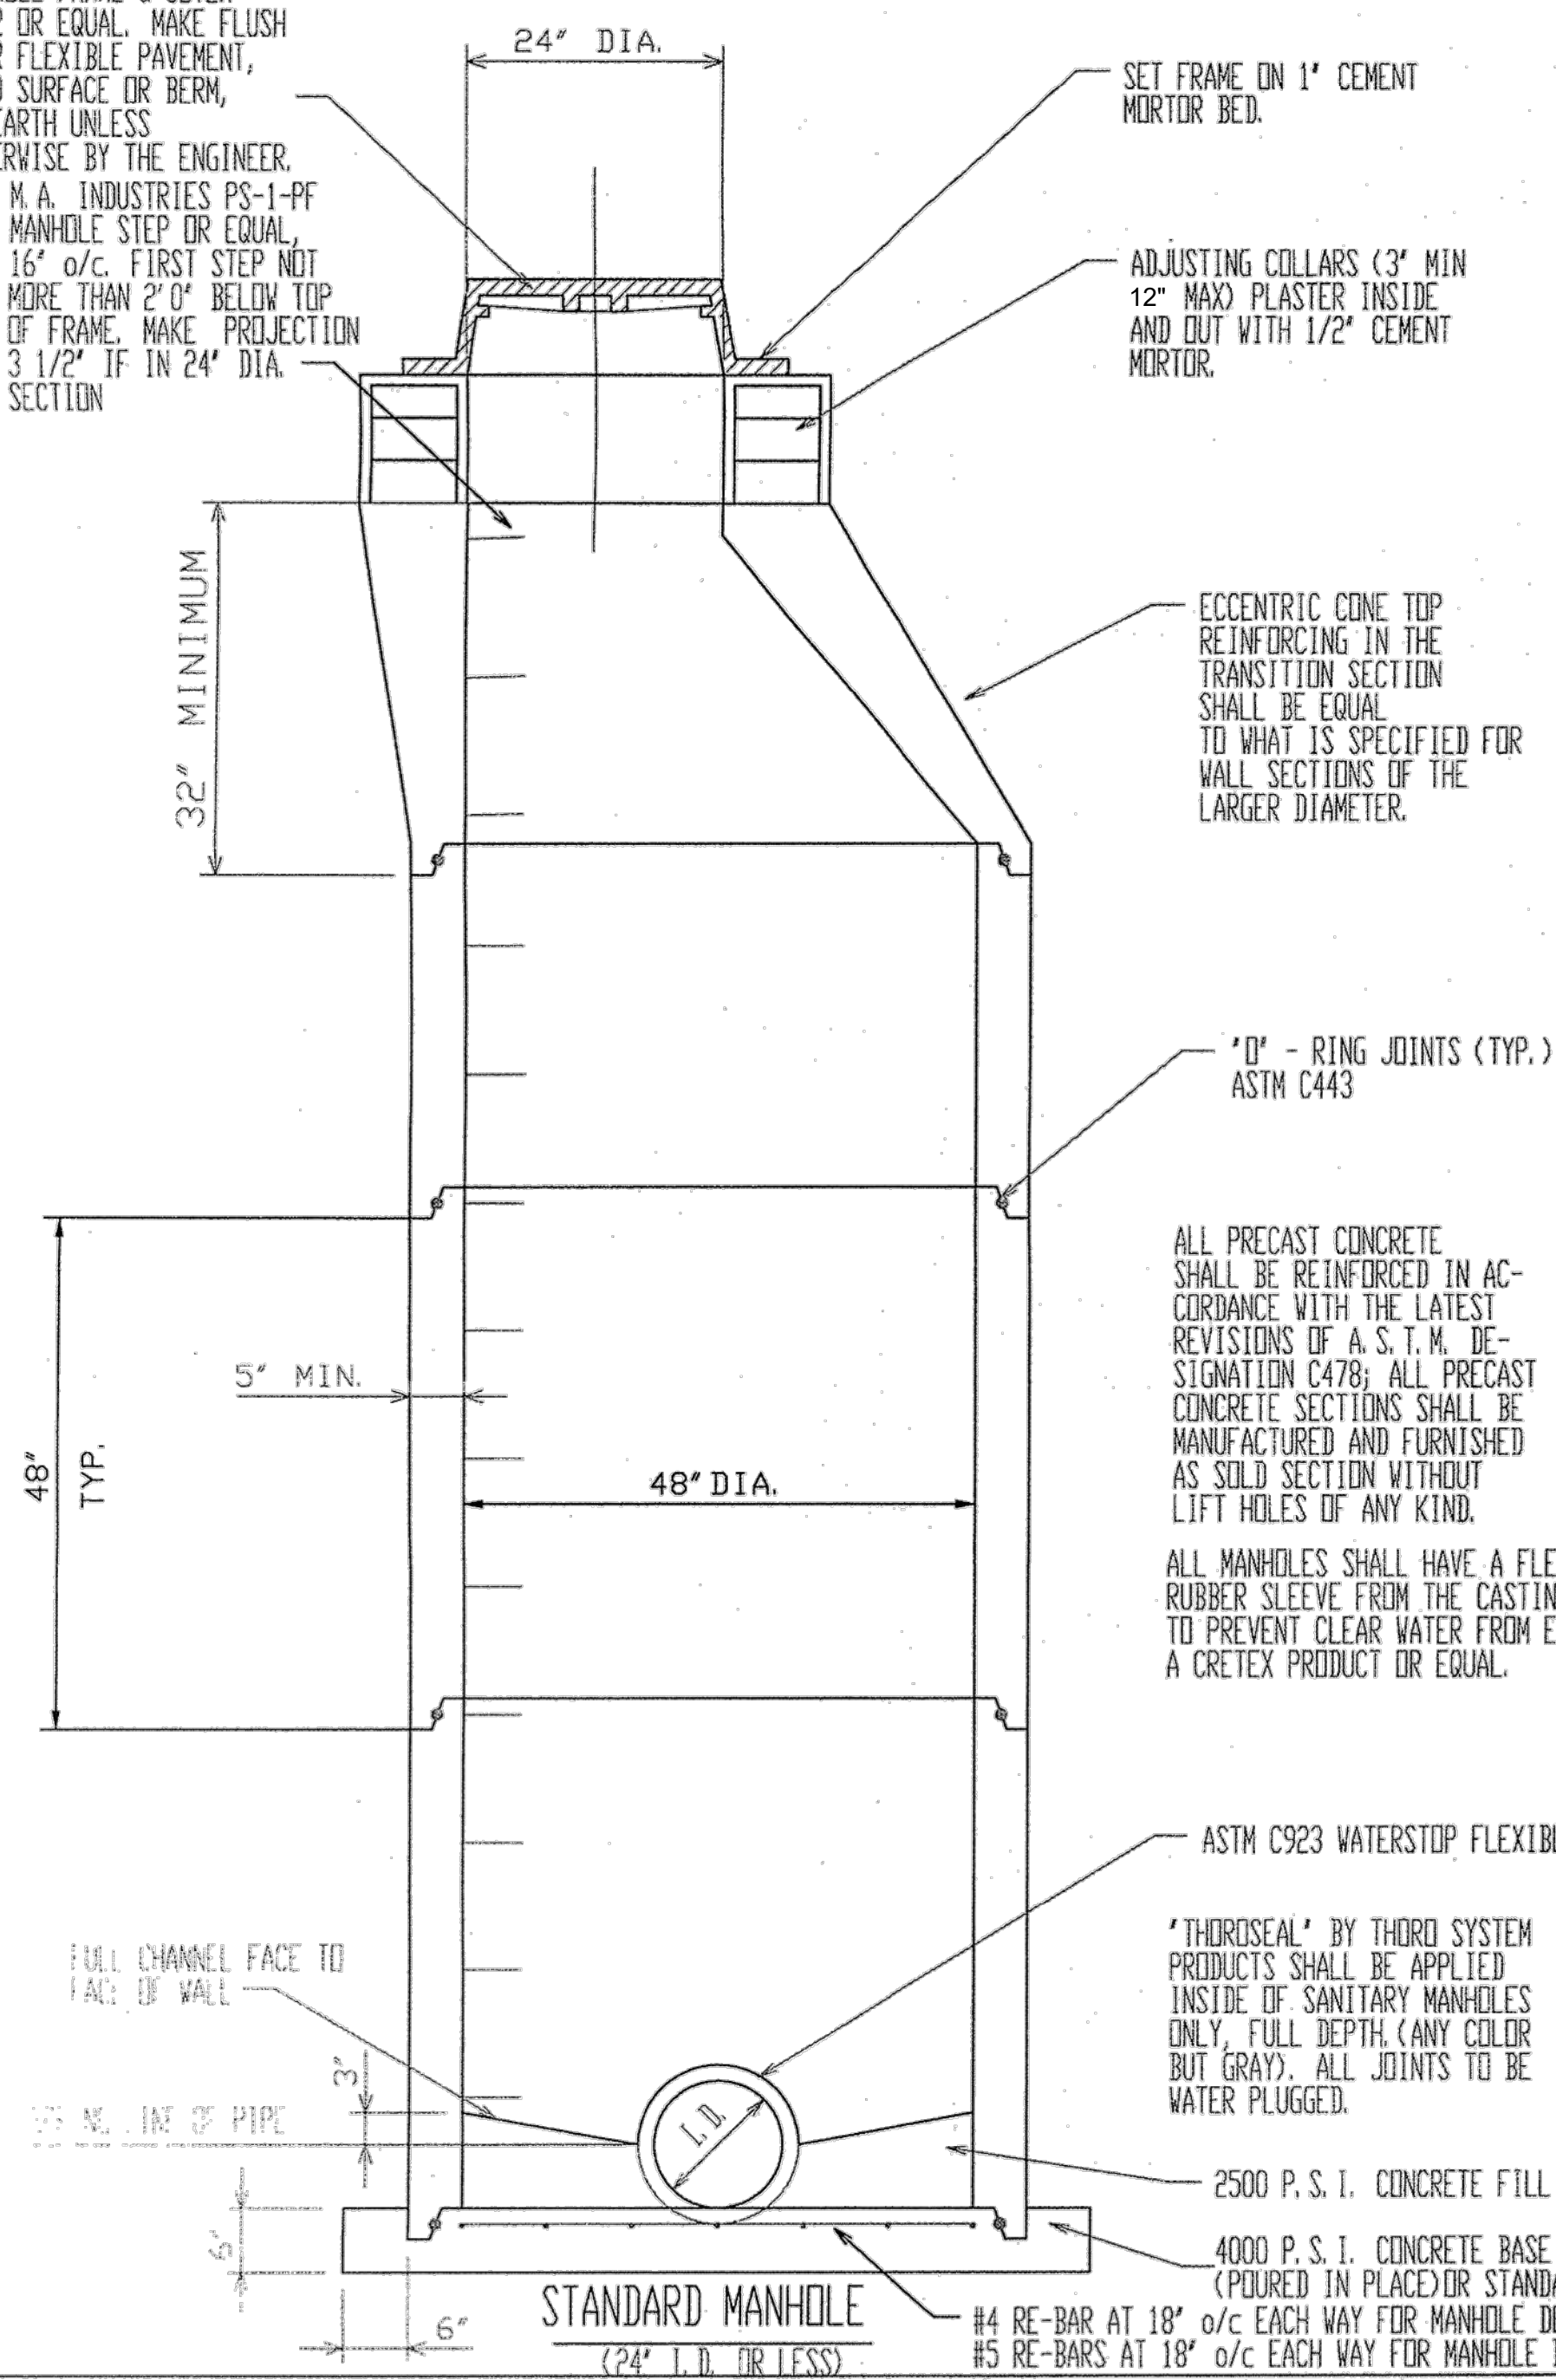 OR EQUAL. MAKE FLUSH
FLEXIBLE PAVEMENT,
SURFACE OR BERM,
EARTH UNLESS
BY THE ENGINEER.
M.A. INDUSTRIES PS-1-PF
MANHOLE STEP OR EQUAL,
16" o/c. FIRST STEP NOT
MORE THAN 2'0" BELOW TOP
OF FRAME. MAKE PROJECTION
3 1/2" IF IN 24" DIA.
SECTION
24" DIA.
SET FRAME ON 1" CEMENT
MORTOR BED.
ADJUSTING COLLARS (3" MIN
12" MAX) PLASTER INSIDE
AND OUT WITH 1/2" CEMENT
MORTOR.
32" MINIMUM
ECCENTRIC CONE TOP
REINFORCING IN THE
TRANSITION SECTION
SHALL BE EQUAL
TO WHAT IS SPECIFIED FOR
WALL SECTIONS OF THE
LARGER DIAMETER.
"O" - RING JOINTS (TYP.)
ASTM C443
48"
TYP.
5" MIN.
48" DIA.
ALL PRECAST CONCRETE
SHALL BE REINFORCED IN AC-
CORDANCE WITH THE LATEST
REVISIONS OF A.S.T.M. DE-
SIGNATION C478; ALL PRECAST
CONCRETE SECTIONS SHALL BE
MANUFACTURED AND FURNISHED
AS SOLD SECTION WITHOUT
LIFT HOLES OF ANY KIND.
ALL MANHOLES SHALL HAVE A
RUBBER SLEEVE FROM THE
TO PREVENT CLEAR WATER FROM
A CRETEX PRODUCT OR EQUAL.
ASTM C923 WATERSTOP
"THOROSEAL" BY THORO SYSTEM
PRODUCTS SHALL BE APPLIED
INSIDE OF SANITARY MANHOLES
ONLY, FULL DEPTH. (ANY COLOR
BUT GRAY). ALL JOINTS TO BE
WATER PLUGGED.
FULL CHANNEL FACE TO
FACE OF WALL
3"
OF PIPE
I.D.
2500 P.S.I. CONCRETE FILL
4000 P.S.I. CONCRETE BASE
(POURED IN PLACE) OR
6"
6"
STANDARD MANHOLE
(24" I.D. OR LESS)
#4 RE-BAR AT 18" o/c EACH WAY FOR MANHOLE
#5 RE-BARS AT 18" o/c EACH WAY FOR MANHOLE